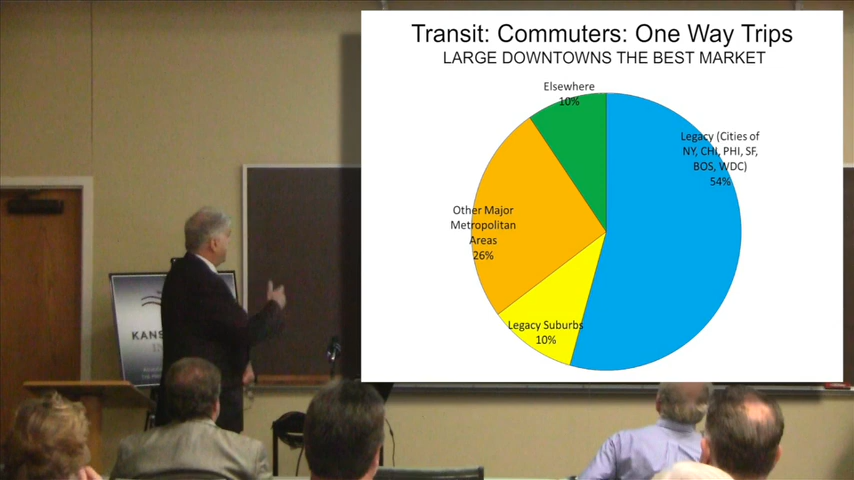 Transit: Commuters: One Way Trips
LARGE DOWNTOWNS THE BEST MARKET
Elsewhere
10%
Legacy (Cities of
NY, CHI, PHI, SF,
BOS, WDC)
54%
Other Major
Metropolitan
Areas
26%
Legacy Suburbs
10%
KANS